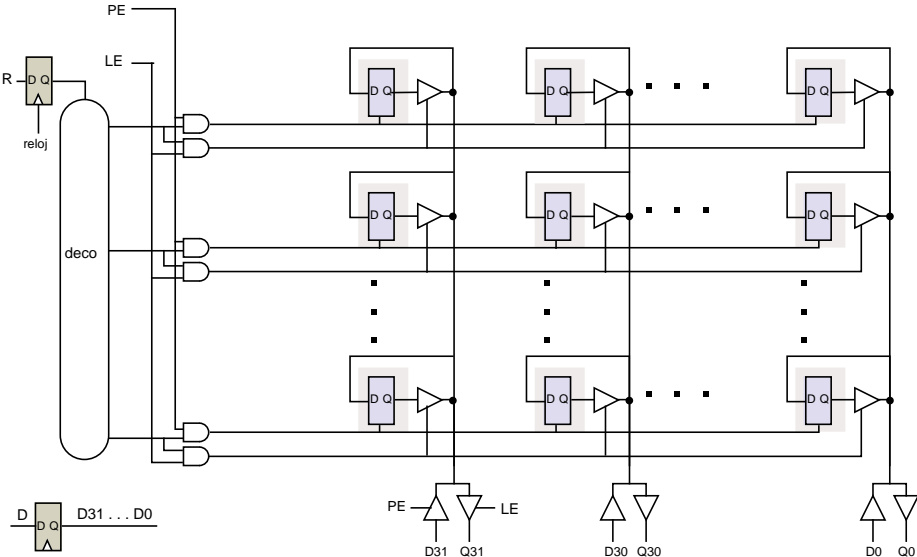 PE
LE
R
D Q
reloj
D Q
D Q
D Q
D Q
D Q
D Q
deco
D Q
D Q
D Q
D
D Q
D31 . . . D0
PE
LE
D31
Q31
D30
Q30
D0
Q0